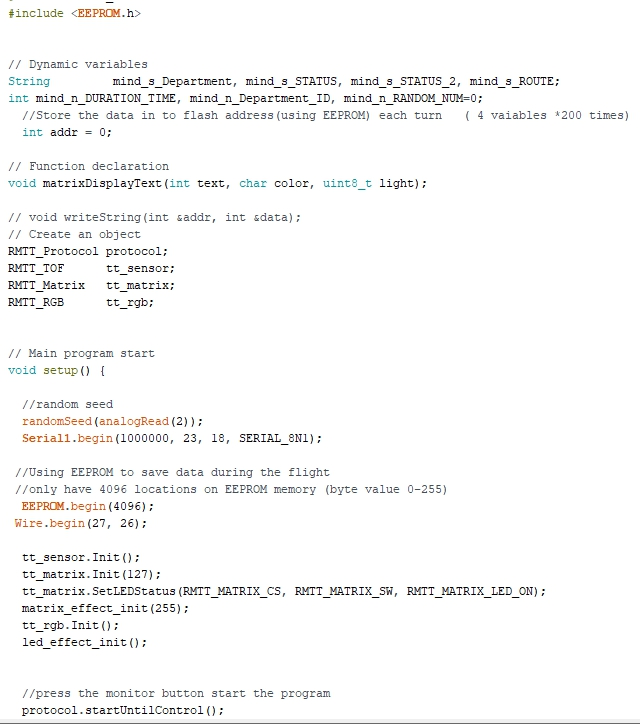 #include <EEPROM.h>
// Dynamic variables
String mind_s_Department, mind_s_STATUS, mind_s_STATUS_2, mind_s_ROUTE;
int mind_n_DURATION_TIME, mind_n_Department_ID, mind_n_RANDOM_NUM=0;
//Store the data in to flash address(using EEPROM) each turn ( 4 vaiables *200 times)
int addr = 0;
// Function declaration
void matrixDisplayText(int text, char color, uint8_t light);
// void writeString(int &addr, int &data);
// Create an object
RMTT_Protocol protocol;
RMTT_TOF tt_sensor;
RMTT_Matrix tt_matrix;
RMTT_RGB tt_rgb;
// Main program start
void setup() {
//random seed
randomSeed(analogRead(2));
Serial1.begin(1000000, 23, 18, SERIAL_8N1);
//Using EEPROM to save data during the flight
//only have 4096 locations on EEPROM memory (byte value 0-255)
EEPROM.begin(4096);
Wire.begin(27, 26);
tt_sensor.Init();
tt_matrix.Init(127);
tt_matrix.SetLEDStatus(RMTT_MATRIX_CS, RMTT_MATRIX_SW, RMTT_MATRIX_LED_ON);
matrix_effect_init(255);
tt_rgb.Init();
led_effect_init();
//press the monitor button start the program
protocol.startUntilControl();